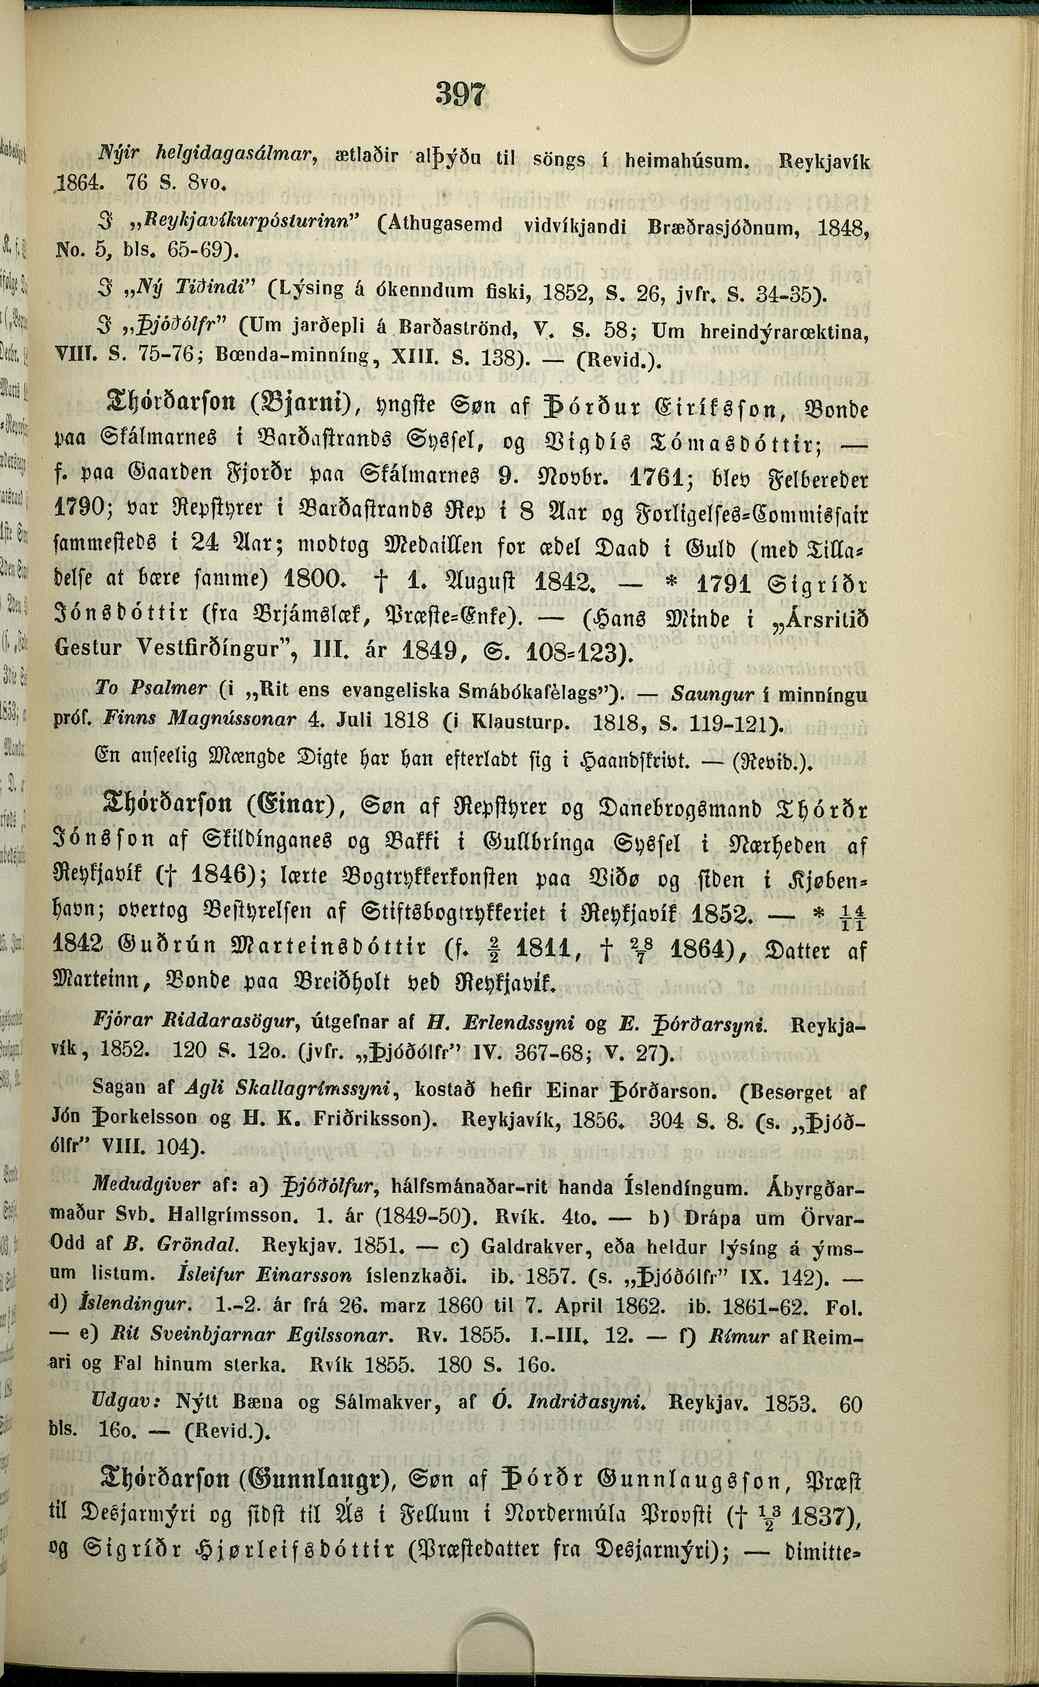 397
Nýir helgidagasálmar, ætlaðir alþýðu til söngs í heimahúsum. Reykjavík
1864. 76 S. 8vo.
I „Reykjavíkurpósturinn” (Athugasemd vidvíkjandi Bræðrasjóðnum, 1848,
No. 5, bls. 65-69).
I „Ný Tiðindi” (Lýsing á ókenndum fiski, 1852, S. 26, jvfr. S. 34-35).
I „Þjóðólfr” (Um jarðepli á Barðaströnd, V. S. 58; Um hreindýrarœktina,
VIII. S. 75-76; Bœnda-minníng, XIII. S. 138). — (Revid.).
Thórðarson (Bjarni), yngste Søn af Þórður Eiríksson, Bonde
paa Skálmarnes i Barðastrands Syssel, og Vigdís Tómasdóttir; —
f. paa Gaarden Fjorðr paa Skálmarnes 9. Novbr. 1761; blev Felbereder
1790; var Repstyrer i Barðastrands Rep i 8 Aar og Forligelses-Commissair
sammesteds i 24 Aar; modtog Medaillen for ædel Daad i Guld (med Tilla-
delse at bære samme) 1800. † 1. August 1842. — * 1791 Sigríðr
Jónsdóttir (fra Brjámslæk, Præste-Enke). — (Hans Minde i „Ársritið
Gestur Vestfirðíngur”, III. ár 1849, S. 108-123).
To Psalmer (i „Rit ens evangeliska Smábókafèlags”). — Saungur í minníngu
próf. Finns Magnússonar 4. Juli 1818 (i Klausturp. 1818, S. 119-121).
En anseelig Mængde Digte har han efterladt sig i Haandskrivt. — (Revid.).
Thórðarson (Einar), Søn af Repstyrer og Danebrogsmand Thórðr
Jónsson af Skildínganes og Bakki i Gullbrínga Syssel i Nærheden af
Reykjavík († 1846); lærte Bogtrykkerkonsten paa Viðø og siden i Kjøben-
havn; overtog Bestyrelsen af Stiftsbogtrykkeriet i Reykjavík 1852. — * 14/11
1842 Guðrún Marteinsdóttir (f. 2/2 1811, † 28/7 1864), Datter af
Marteinn, Bonde paa Breiðholt ved Reykjavík.
Fjórar Riddarasögur, útgefnar af H. Erlendssyni og E. Þórðarsyni. Reykja-
vík, 1852. 120 S. 12o. (jvfr. „Þjóðólfr” IV. 367-68; V. 27).
Sagan af Agli Skallagrímssyni, kostað hefir Einar Þórðarson. (Besørget af
Jón Þorkelsson og H. K. Friðriksson). Reykjavík, 1856. 304 S. 8. (s. „Þjóð-
ólfr” VIII. 104).
Medudgiver af: a) Þjóðólfur, hálfsmánaðar-rit handa Íslendíngum. Ábyrgðar-
maður Svb. Hallgrímsson. 1. ár (1849-50). Rvík. 4to. — b) Drápa um Örvar-
Odd af B. Gröndal. Reykjav. 1851. — c) Galdrakver, eða heldur lýsíng á ýms-
um listum. Ísleifur Einarsson íslenzkaði. ib. 1857. (s. „Þjóðólfr” IX. 142). —
d) Íslendingur. 1.-2. ár frá 26. marz 1860 til 7. April 1862. ib. 1861-62. Fol.
— e) Rit Sveinbjarnar Egilssonar. Rv. 1855. I.-III. 12. — f) Rímur af Reim-
ari og Fal hinum sterka. Rvík 1855. 180 S. 16o.
Udgav: Nýtt Bæna og Sálmakver, af Ó. Indriðasyni. Reykjav. 1853. 60
bls. 16o. — (Revid.).
Thórðarson (Gunnlaugr), Søn af Þórðr Gunnlaugsson, Præst
til Desjarmýri og sidst til Ás i Fellum i Nordermúla Provsti († 13/2 1837),
og Sigríðr Hjørleifsdóttir (Præstedatter fra Desjarmýri); — dimitte-